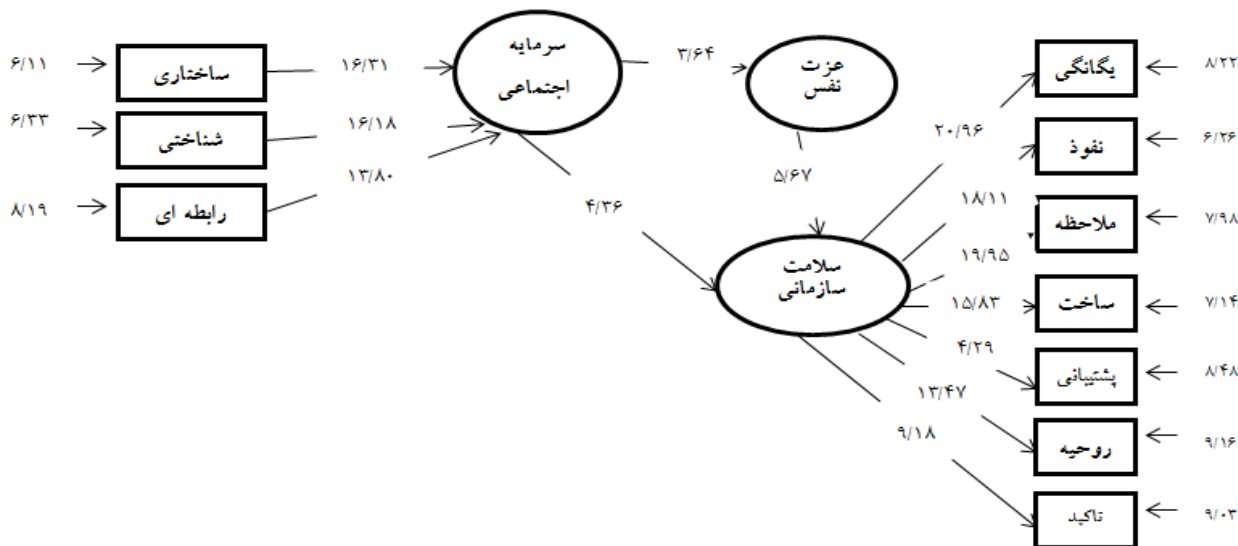 ۶/۱۱
ساختاری
۱۶/۳۱
۶/۳۳
شناختی
۱۶/۱۸
۸/۱۹
رابطه ای
۱۳/۸۰
سرمایه
اجتماعی
۳/۶۴
عزت
نفس
۵/۶۷
۴/۳۶
سلامت
سازمانی
۲۰/۹۶
یگانگی
۸/۲۲
۱۸/۱۱
نفوذ
۶/۲۶
۱۹/۹۵
ملاحظه
۷/۹۸
۱۵/۸۳
ساخت
۷/۱۴
۴/۲۹
پشتیبانی
۸/۴۸
۱۳/۴۷
روحیه
۹/۱۶
۹/۱۸
تاکید
۹/۰۳